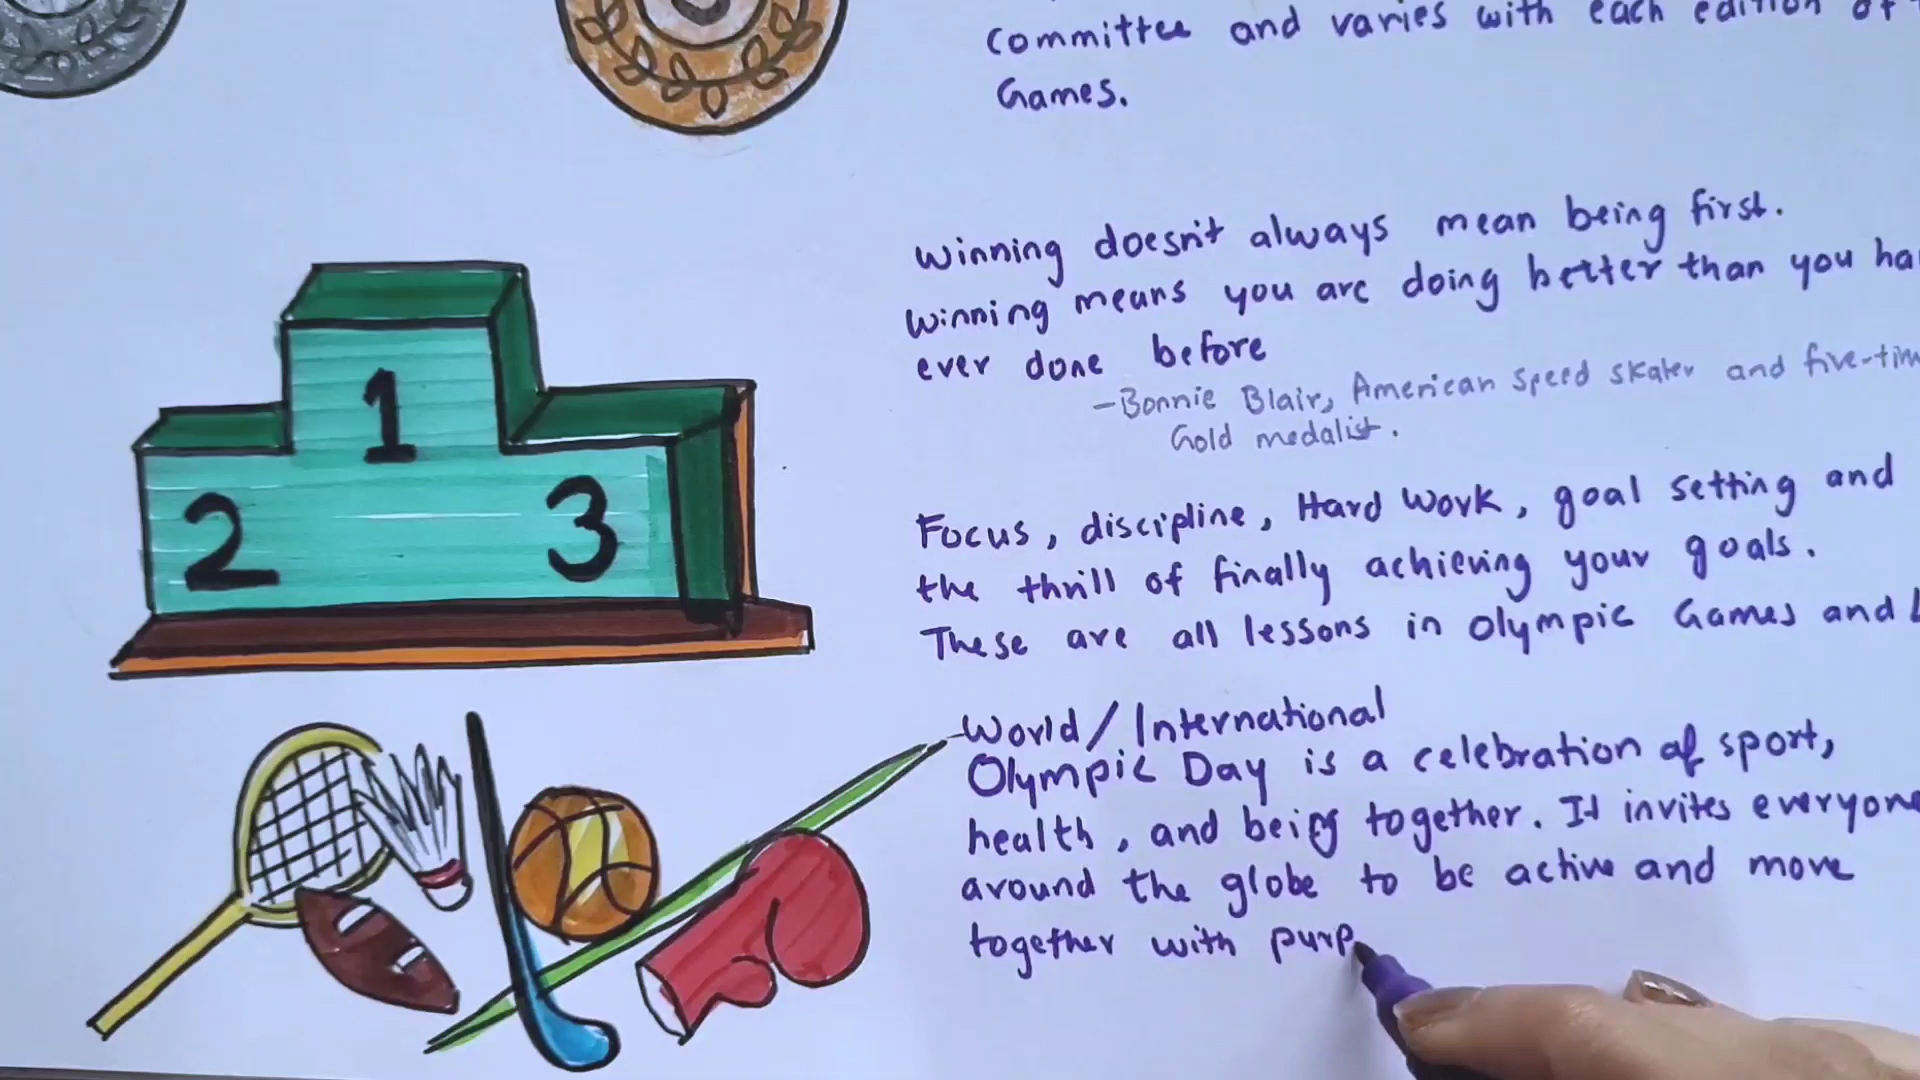 committee and varies with each edition of
Games.
Winning doesn't always mean being first.
Winning means you are doing better than you ha
ever done before
-Bonnie Blair, American speed skater and five-tim
Gold medalist.
1
2
3
Focus, discipline, Hard Work, goal setting and
the thrill of finally achieving your goals.
These are all lessons in Olympic Games and L
World/International
Olympic Day is a celebration of sport,
health, and being together. It invites everyone
around the globe to be active and move
together with purp